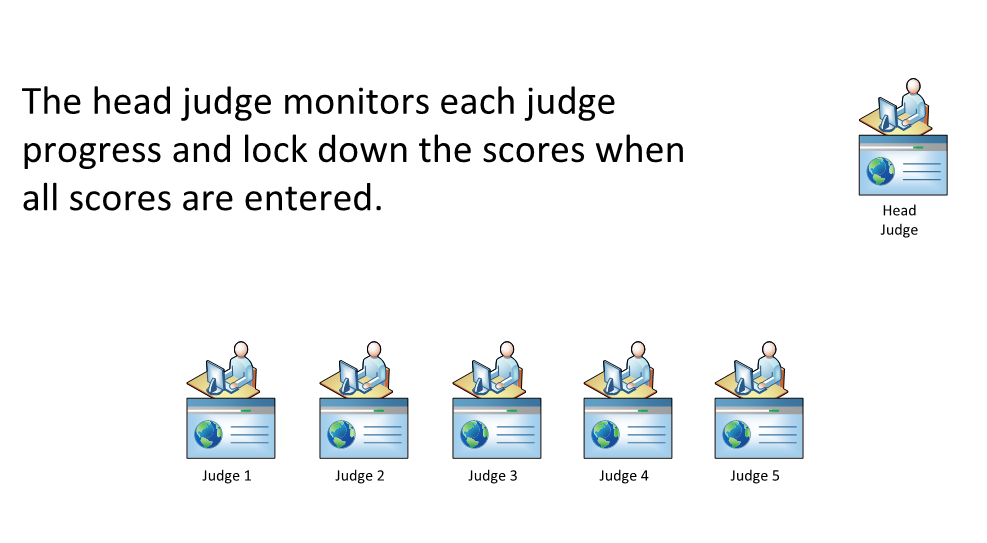 The head judge monitors each judge
progress and lock down the scores when
all scores are entered.
Head
Judge
Judge 1
Judge 2
Judge 3
Judge 4
Judge 5